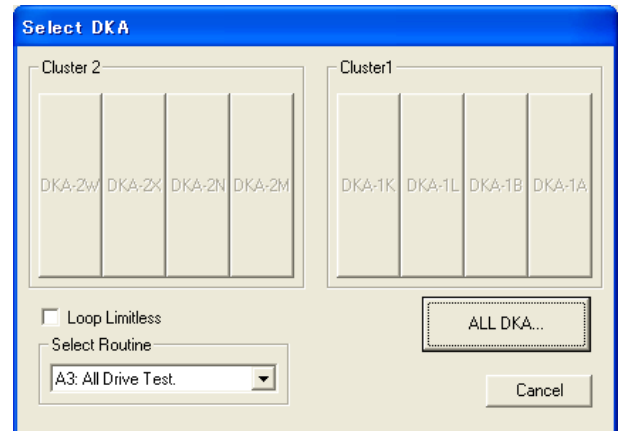 Select DKA
Cluster 2
DKA-2W DKA-2X DKA-2N DKA-2M
Cluster1
DKA-1K DKA-1L DKA-1B DKA-1A
Loop Limitless
Select Routine
A3: All Drive Test.
ALL DKA...
Cancel